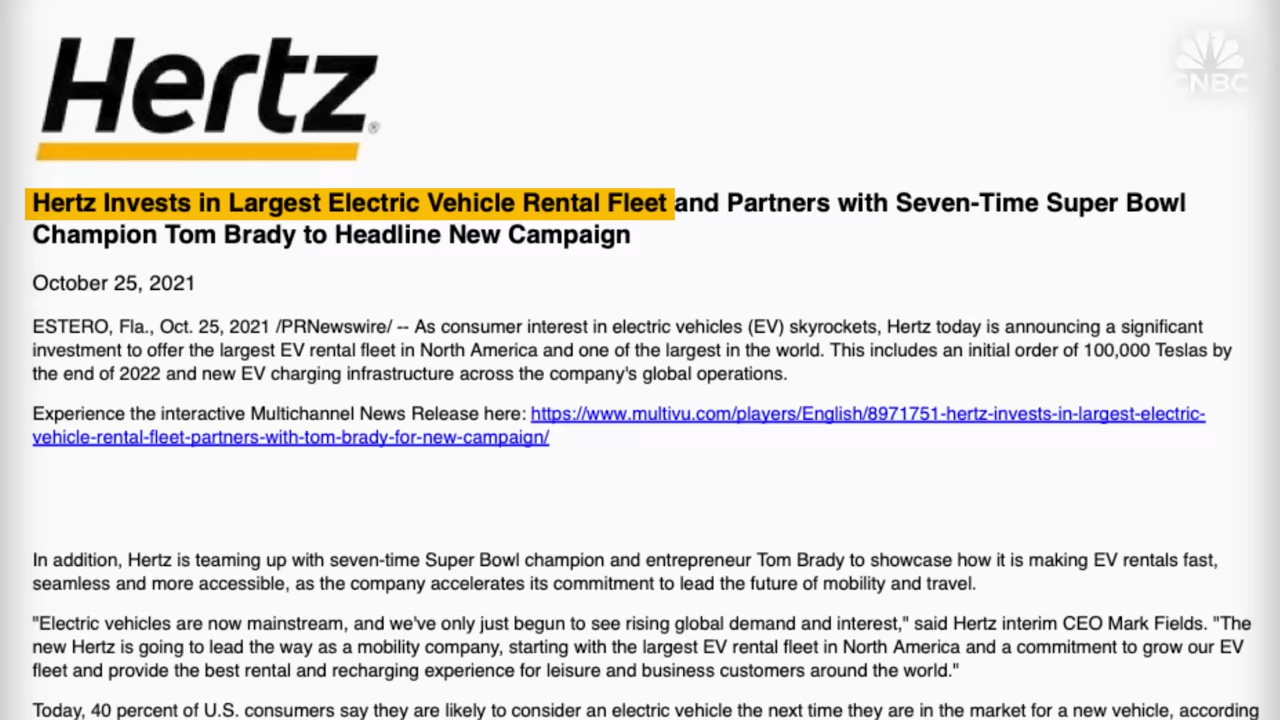 Hertz®
CNBC
Hertz Invests in Largest Electric Vehicle Rental Fleet and Partners with Seven-Time Super Bowl
Champion Tom Brady to Headline New Campaign
October 25, 2021
ESTERO, Fla., Oct. 25, 2021 /PRNewswire/ -- As consumer interest in electric vehicles (EV) skyrockets, Hertz today is announcing a significant
investment to offer the largest EV rental fleet in North America and one of the largest in the world. This includes an initial order of 100,000 Teslas by
the end of 2022 and new EV charging infrastructure across the company's global operations.
Experience the interactive Multichannel News Release here: https://www.multivu.com/players/English/8971751-hertz-invests-in-largest-electric-
vehicle-rental-fleet-partners-with-tom-brady-for-new-campaign/
In addition, Hertz is teaming up with seven-time Super Bowl champion and entrepreneur Tom Brady to showcase how it is making EV rentals fast,
seamless and more accessible, as the company accelerates its commitment to lead the future of mobility and travel.
"Electric vehicles are now mainstream, and we've only just begun to see rising global demand and interest," said Hertz interim CEO Mark Fields. "The
new Hertz is going to lead the way as a mobility company, starting with the largest EV rental fleet in North America and a commitment to grow our EV
fleet and provide the best rental and recharging experience for leisure and business customers around the world."
Today, 40 percent of U.S. consumers say they are likely to consider an electric vehicle the next time they are in the market for a new vehicle, according